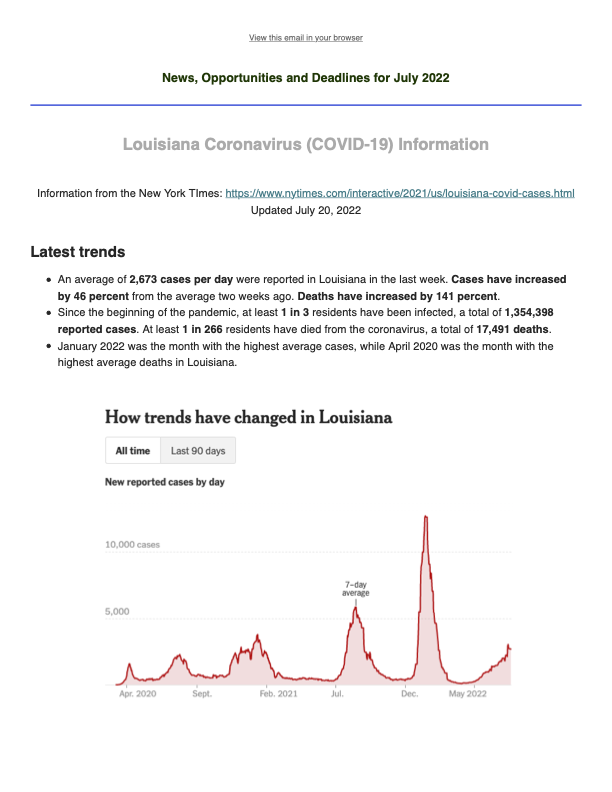 View this email in your browser
News, Opportunities and Deadlines for July 2022
Louisiana Coronavirus (COVID-19) Information
Information from the New York TImes: https://www.nytimes.com/interactive/2021/us/louisiana-covid-cases.html
Updated July 20, 2022
Latest trends
• An average of 2,673 cases per day were reported in Louisiana in the last week. Cases have increased
by 46 percent from the average two weeks ago. Deaths have increased by 141 percent.
• Since the beginning of the pandemic, at least 1 in 3 residents have been infected, a total of 1,354,398
reported cases. At least 1 in 266 residents have died from the coronavirus, a total of 17,491 deaths.
• January 2022 was the month with the highest average cases, while April 2020 was the month with the
highest average deaths in Louisiana.
How trends have changed in Louisiana
All time Last 90 days
New reported cases by day
10,000 cases
7–day
average
5,000
Apr. 2020 Sept. Feb. 2021 Jul. Dec. May 2022